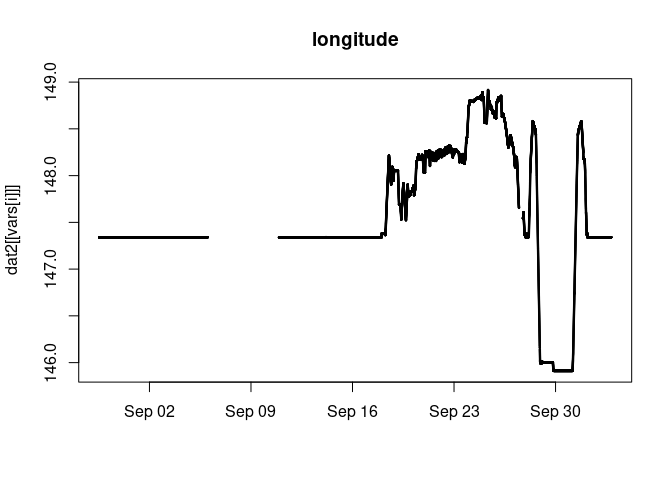 longitude
dat2[[vars[i]]]
149.0
148.0
147.0
146.0
Sep 02
Sep 09
Sep 16
Sep 23
Sep 30